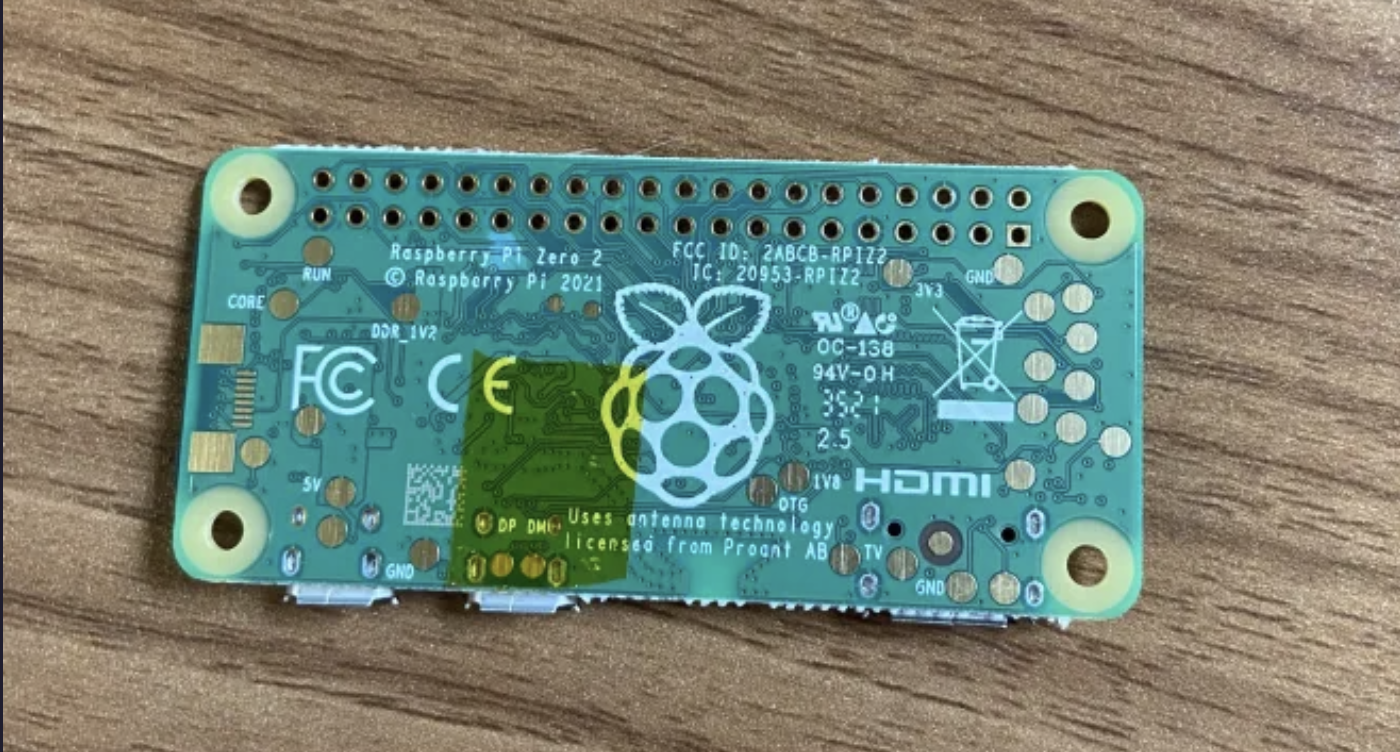 Raspberry Pi Zero 2
© Raspberry Pi 2021
FCC ID: 2ABCB-RPIZ2
IC: 20953-RPIZ2
RUN
3V3
GND
CORE
DDR_1V2
FC CE
OC-138
94V-0 H
3521
2.5
5V
1V8
HDMI
OTG
DP DM
Uses antenna technology
licensed from Proant AB
TV
GND
GND